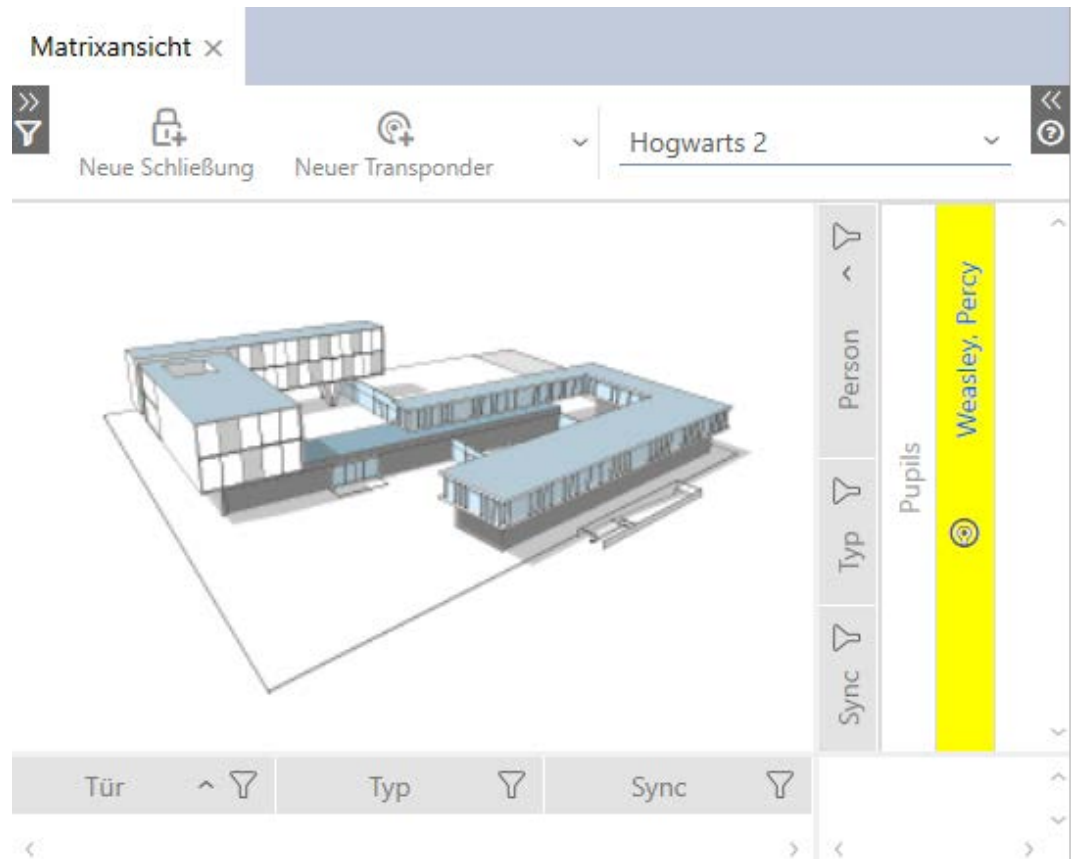 Matrixansicht
Neue Schließung
Neuer Transponder
Hogwarts 2
Person
Typ
Sync
Pupils
Weasley, Percy
Tür
Typ
Sync